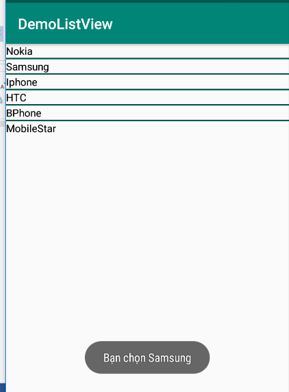 DemoListView
Nokia
Samsung
Iphone
HTC
BPhone
MobileStar
Bạn chọn Samsung